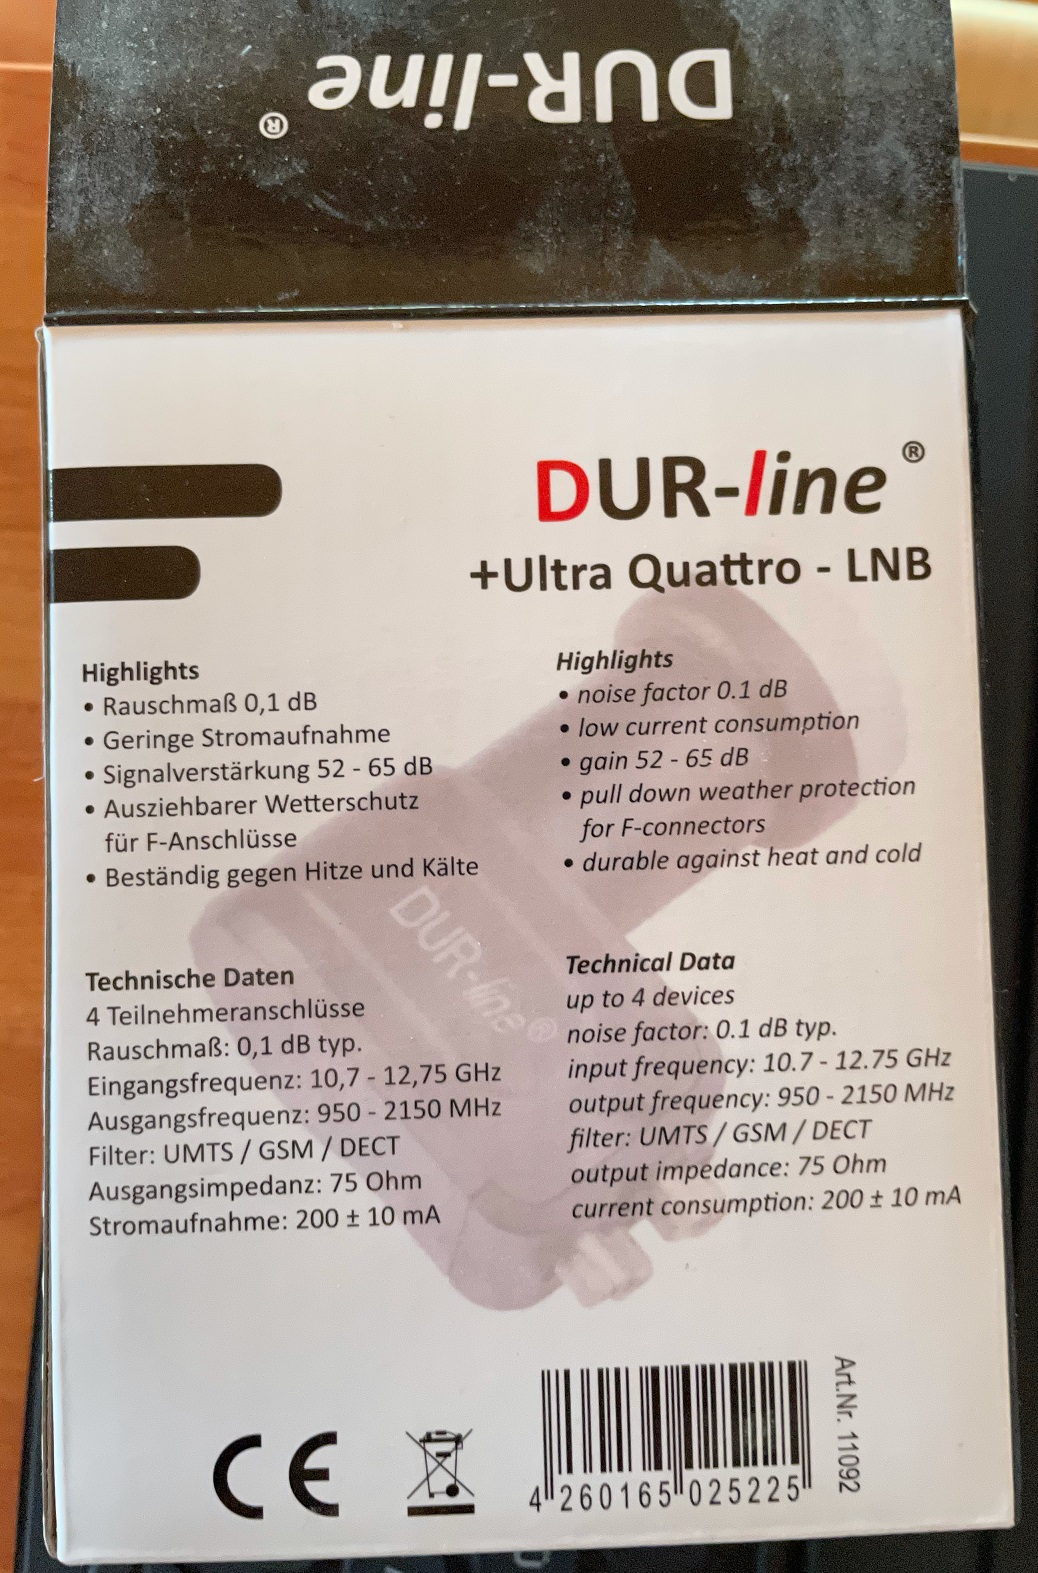 DUR-line®
DUR-line®
+Ultra Quattro - LNB
Highlights
• Rauschmaß 0,1 dB
• Geringe Stromaufnahme
• Signalverstärkung 52 - 65 dB
• Ausziehbarer Wetterschutz
für F-Anschlüsse
• Beständig gegen Hitze und Kälte
Highlights
• noise factor 0.1 dB
• low current consumption
• gain 52 - 65 dB
• pull down weather protection
for F-connectors
• durable against heat and cold
DUR-line®
Technische Daten
4 Teilnehmeranschlüsse
Rauschmaß: 0,1 dB typ.
Eingangsfrequenz: 10,7 - 12,75 GHz
Ausgangsfrequenz: 950 - 2150 MHz
Filter: UMTS / GSM / DECT
Ausgangsimpedanz: 75 Ohm
Stromaufnahme: 200 ± 10 mA
Technical Data
up to 4 devices
noise factor: 0.1 dB typ.
input frequency: 10.7 - 12.75 GHz
output frequency: 950 - 2150 MHz
filter: UMTS / GSM / DECT
output impedance: 75 Ohm
current consumption: 200 ± 10 mA
CE
4 260165 025225
Art.Nr. 11092